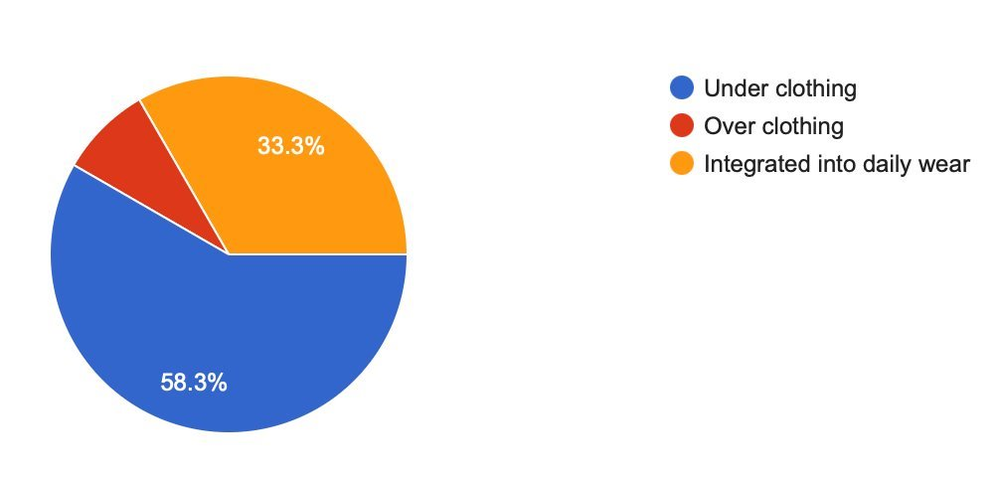 Under clothing
Over clothing
Integrated into daily wear
33.3%
58.3%